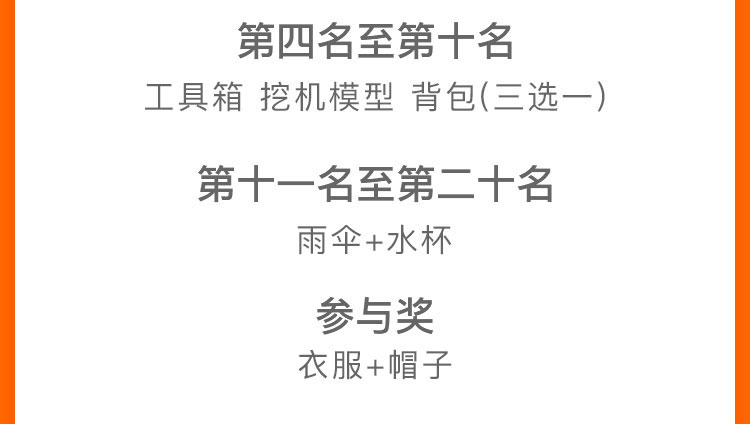 第四名至第十名
工具箱 挖机模型 背包(三选一)
第十一名至第二十名
雨伞+水杯
参与奖
衣服+帽子